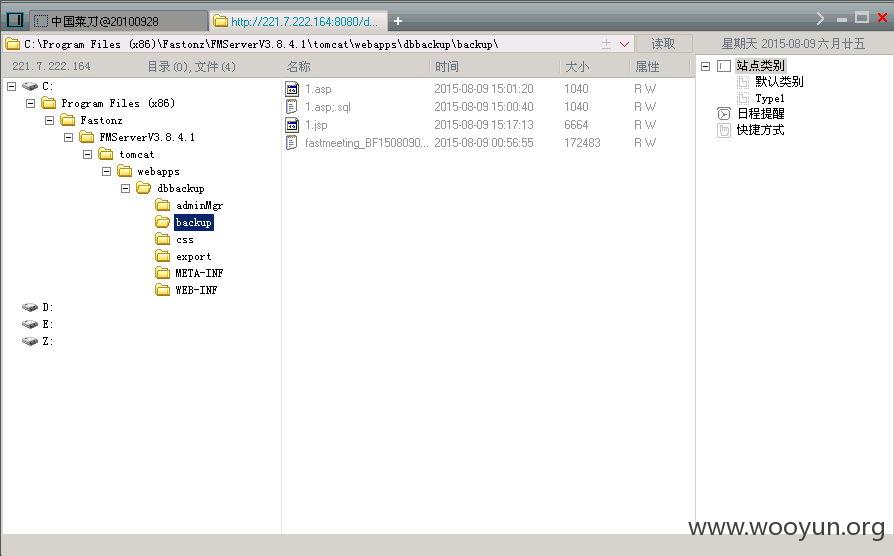 中国菜刀@20100928
http://221.7.222.164:8080/d...
C:\Program Files (x86)\Fastonz\FMServerV3.8.4.1\tomcat\webapps\dbbackup\backup\
读取
星期天 2015-08-09 六月廿五
221.7.222.164 目录(0), 文件(4)
名称 时间 大小 属性
C:
Program Files (x86)
Fastonz
FMServerV3.8.4.1
tomcat
webapps
dbbackup
adminMgr
backup
css
export
META-INF
WEB-INF
D:
E:
Z:
1.asp 2015-08-09 15:01:20 1040 R W
1.asp;.sql 2015-08-09 15:00:40 1040 R W
1.jsp 2015-08-09 15:17:13 6664 R W
fastmeeting_BF1508090... 2015-08-09 00:56:55 172483 R W
站点类别
默认类别
Type1
日程提醒
快捷方式
www.wooyun.org